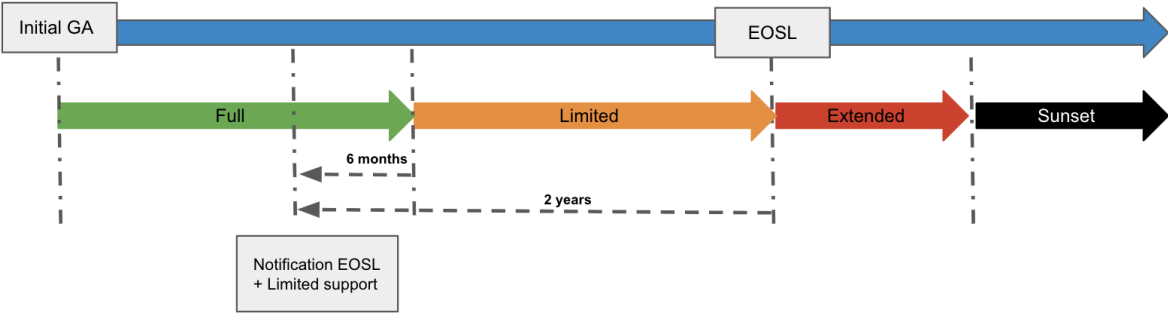 Initial GA
EOSL
Full
Limited
Extended
Sunset
6 months
2 years
Notification EOSL
+ Limited support